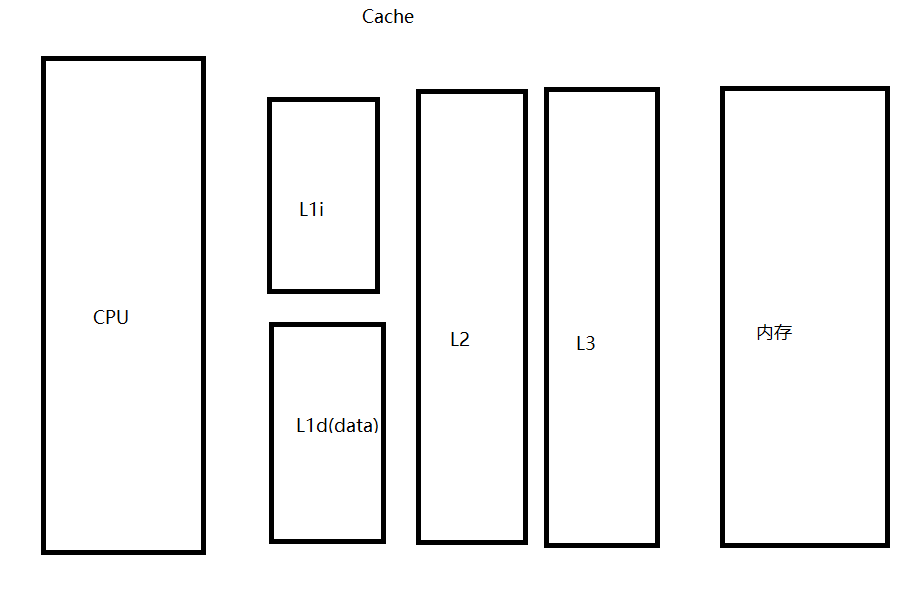 Cache
CPU
L1i
L1d(data)
L2
L3
内存